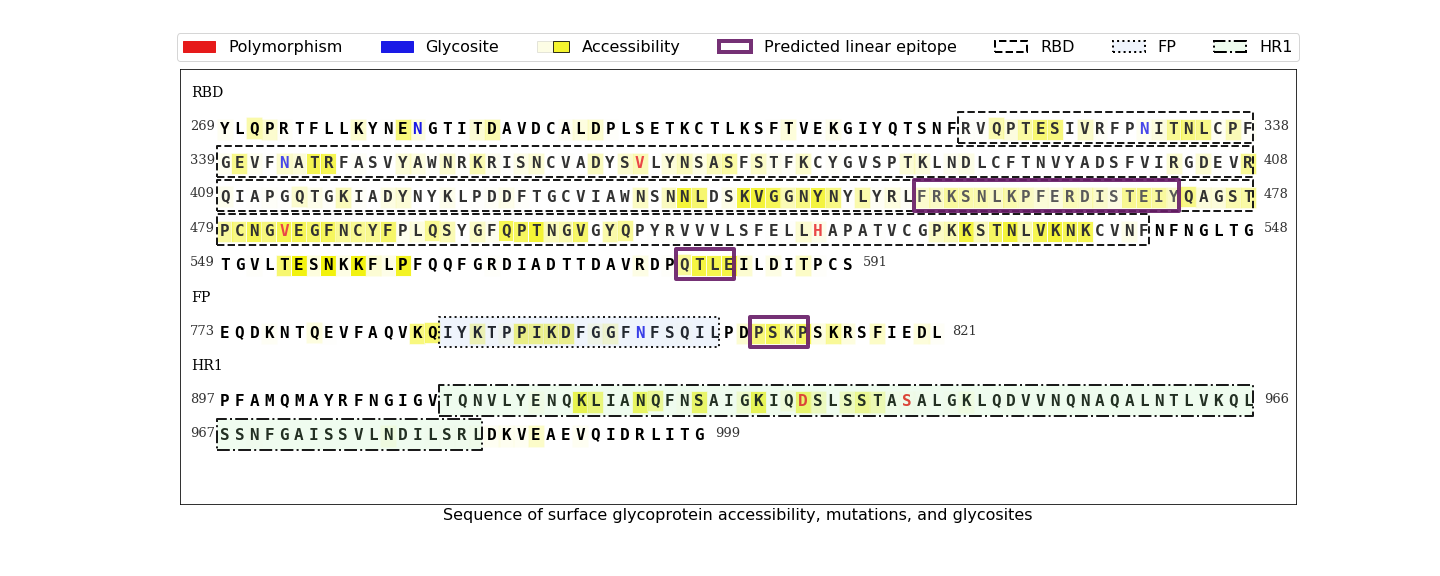 Polymorphism Glycosite Accessibility Predicted linear epitope RBD FP HR1
RBD
269 YLQPRTFLLKYNENGTITDAVDCALDPLSETKCTLKSFTVEKGIYQTSNFRVQPTESIVRFPNITNLCPF 338
339 GEVFNATRFASVYAWNRKRISNCVADYSVLYNSASFSTFKCYGVSPTKLNDLCFTNVYADSFVIRGDEVR 408
409 QIAPGQTGKIADYNYKLPDDFTGCVIAWNSNNLDSKVGGNYNYLYRLFRKSNLKPFERDISTEIYQAGST 478
479 PCNGVEGFNCYFPLQSYGFQPTNGVGYQPYRVVVLSFELLHAPATVCGPKKSTNLVKNKCVNFNFNGLTG 548
549 TGVLTESNKKFLPFQQFGRDIADTTDAVRDPQTLEILDITPCS 591
FP
773 EQDKNTQEVFAQVKQIYKTPPIKDFGGFNFSQILPDPSKPSKRSFIEDL 821
HR1
897 PFAMQMAYRFNGIGVTQNVLYENQKLIANQFNSAIGKIQDSLSSTASALGKLQDVVNQNAQALNTLVKQL 966
967 SSNFGAISSVLNDILSRLDKVEAEVQIDRLITG 999
Sequence of surface glycoprotein accessibility, mutations, and glycosites